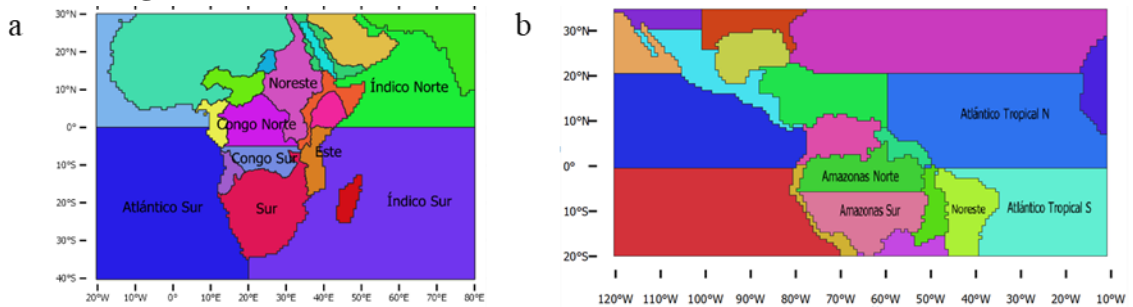 a
30°N
20°N
10°N
0°
10°S
20°S
30°S
40°S
20°W 10°W 0° 10°E 20°E 30°E 40°E 50°E 60°E 70°E 80°E
Noreste
Índico Norte
Congo Norte
Este
Congo Sur
Atlántico Sur
Sur
Índico Sur
b
30°N
20°N
10°N
0°
10°S
20°S
120°W 110°W 100°W 90°W 80°W 70°W 60°W 50°W 40°W 30°W 20°W 10°W
Atlántico Tropical N
Amazonas Norte
Amazonas Sur
Noreste
Atlántico Tropical S